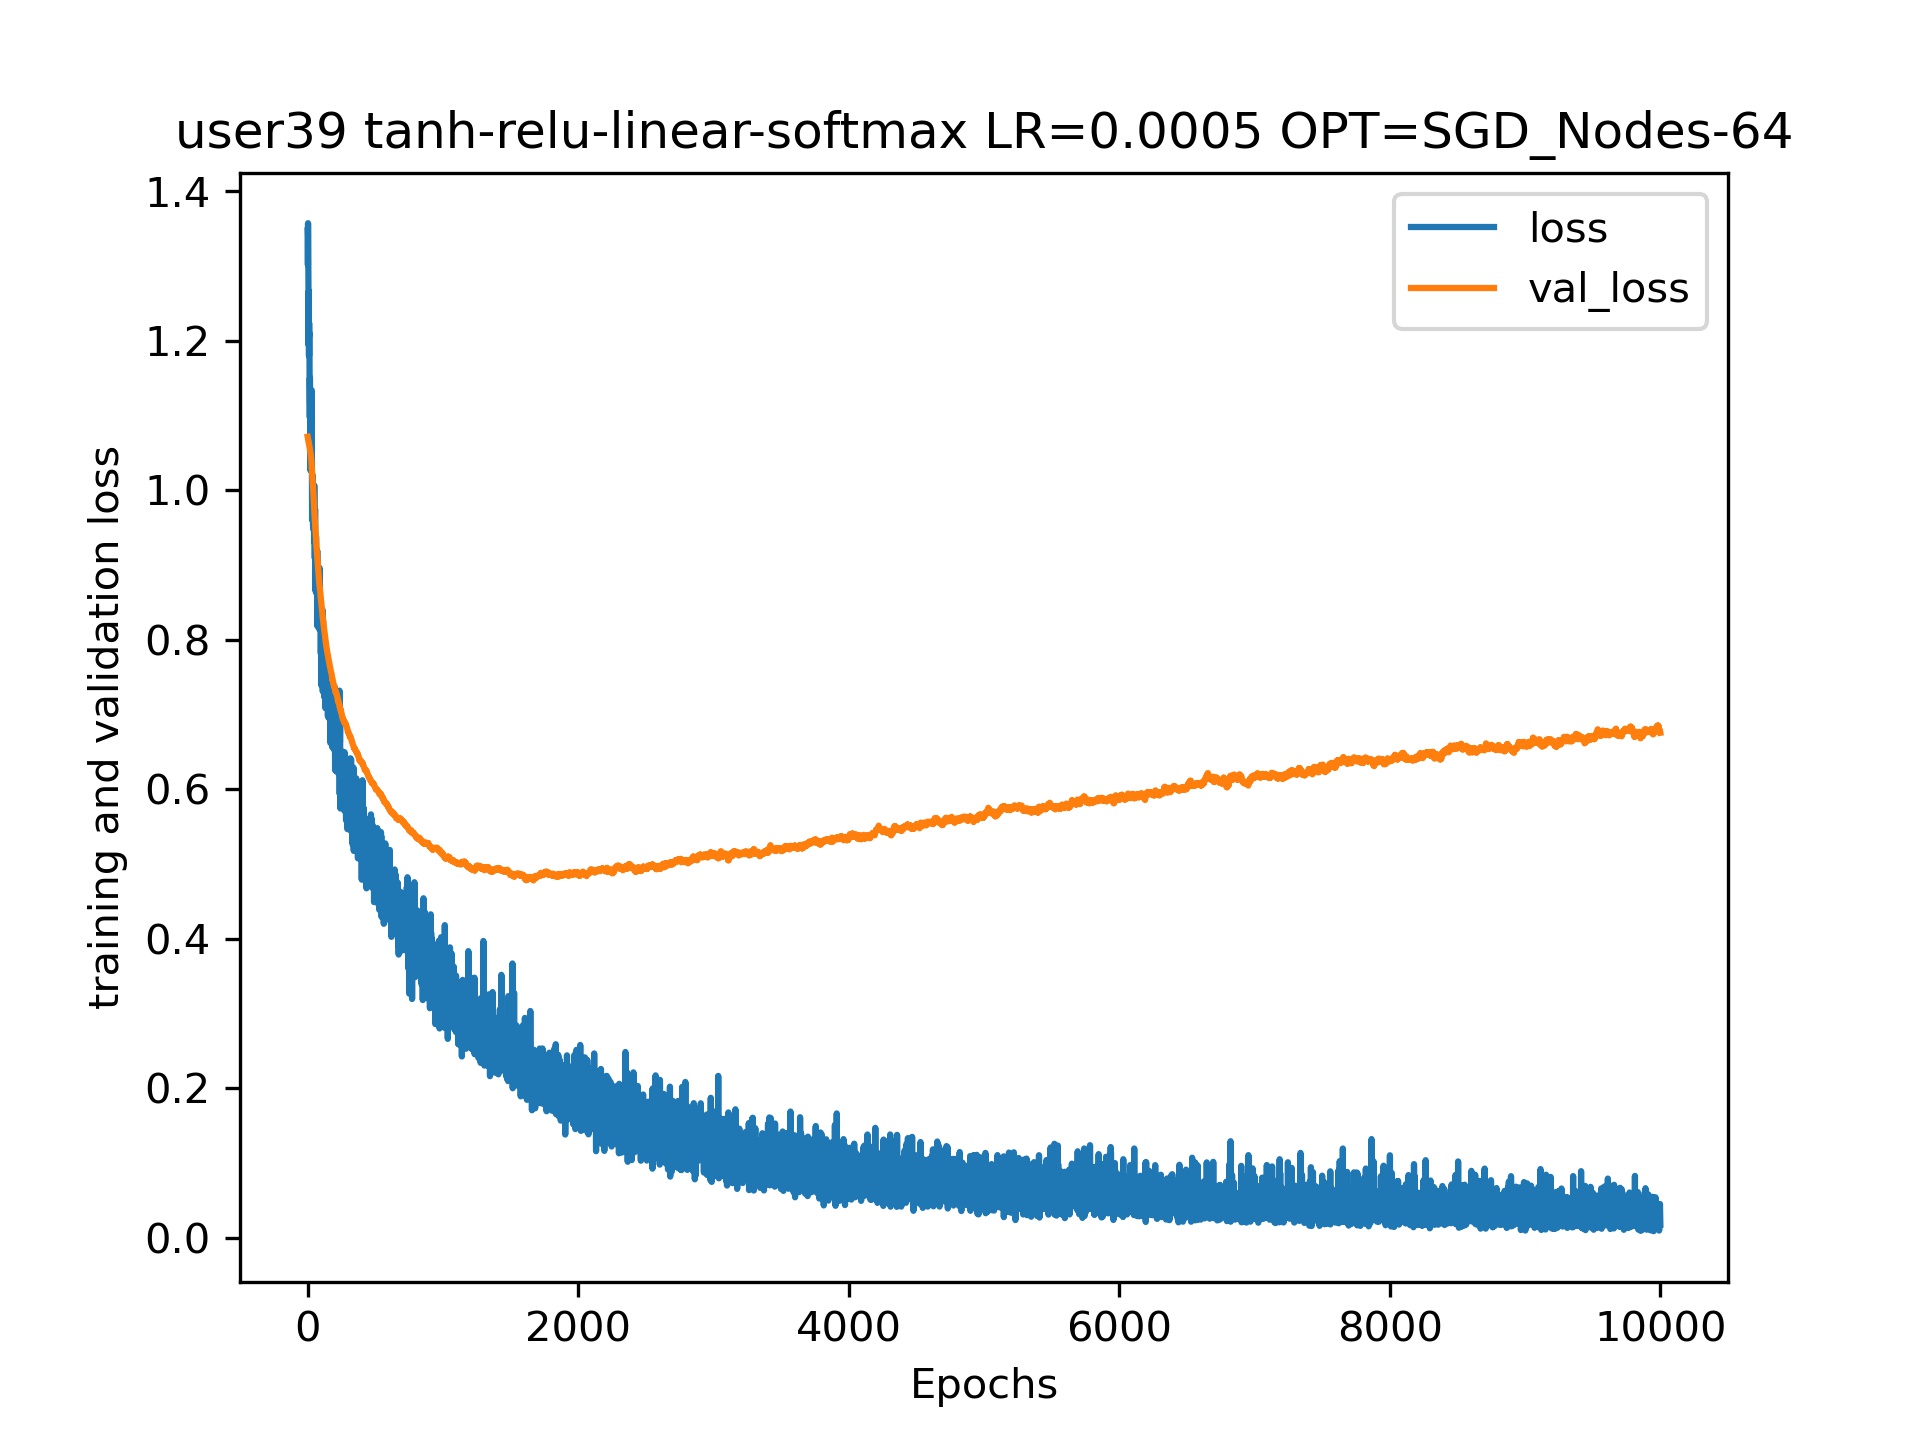 user39 tanh-relu-linear-softmax LR=0.0005 OPT=SGD_Nodes-64
loss
val_loss
training and validation loss
1.4
1.2
1.0
0.8
0.6
0.4
0.2
0.0
0 2000 4000 6000 8000 10000
Epochs